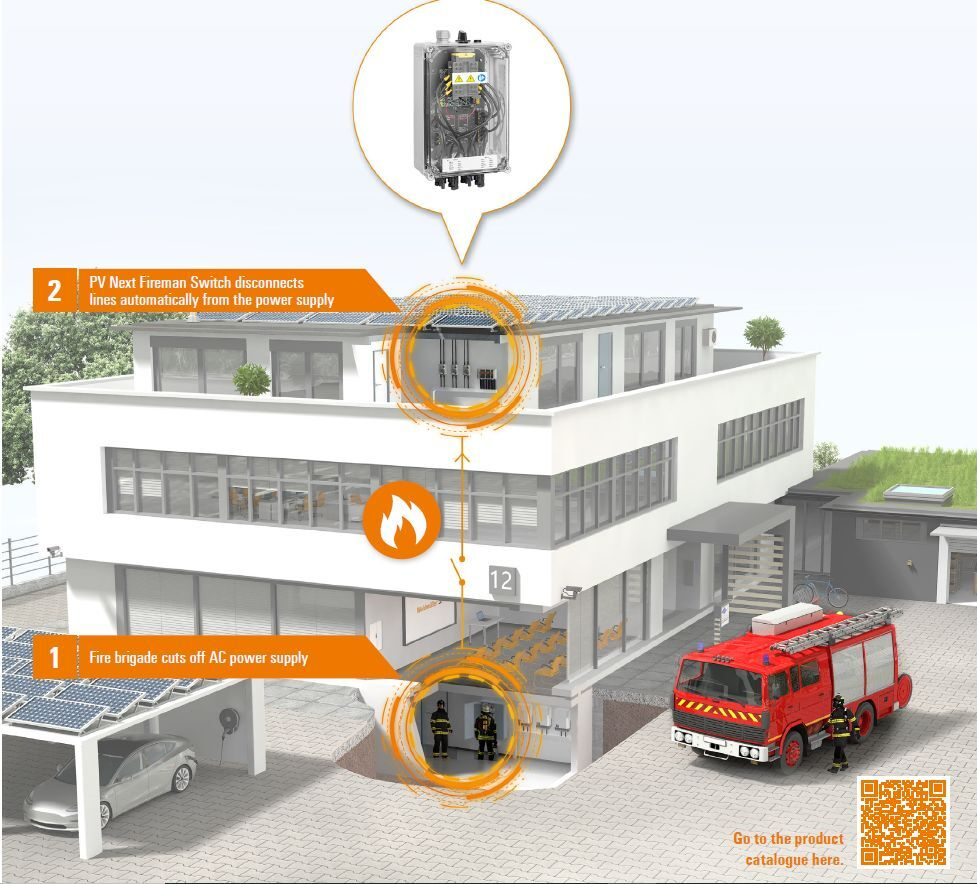 2
PV Next Fireman Switch disconnects
lines automatically from the power supply
12
Weidmüller
1
Fire brigade cuts off AC power supply
Go to the product
catalogue here.